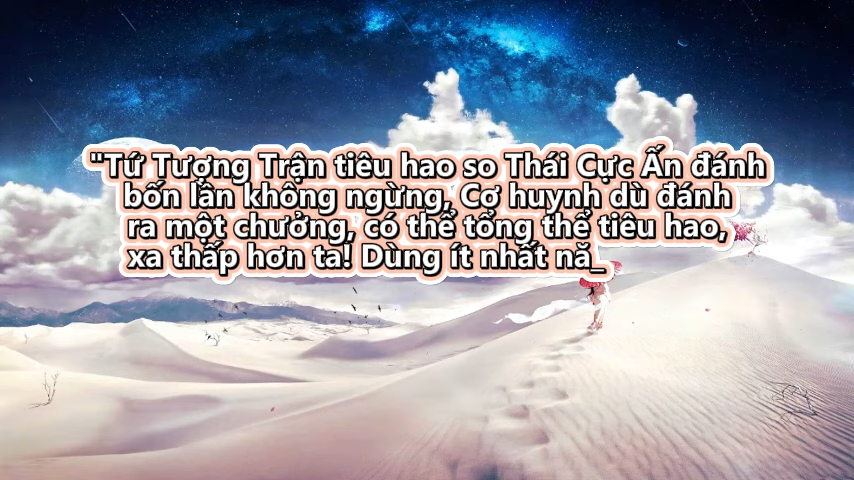 "Tứ Tượng Trận tiêu hao so Thái Cực Ấn đánh
bốn lần không ngừng, Cơ huynh dù đánh
ra một chưởng, có thể tổng thể tiêu hao,
xa thấp hơn ta! Dùng ít nhất nă_